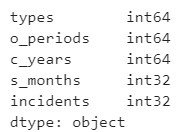 types int64
o_periods int64
c_years int64
s_months int32
incidents int32
dtype: object